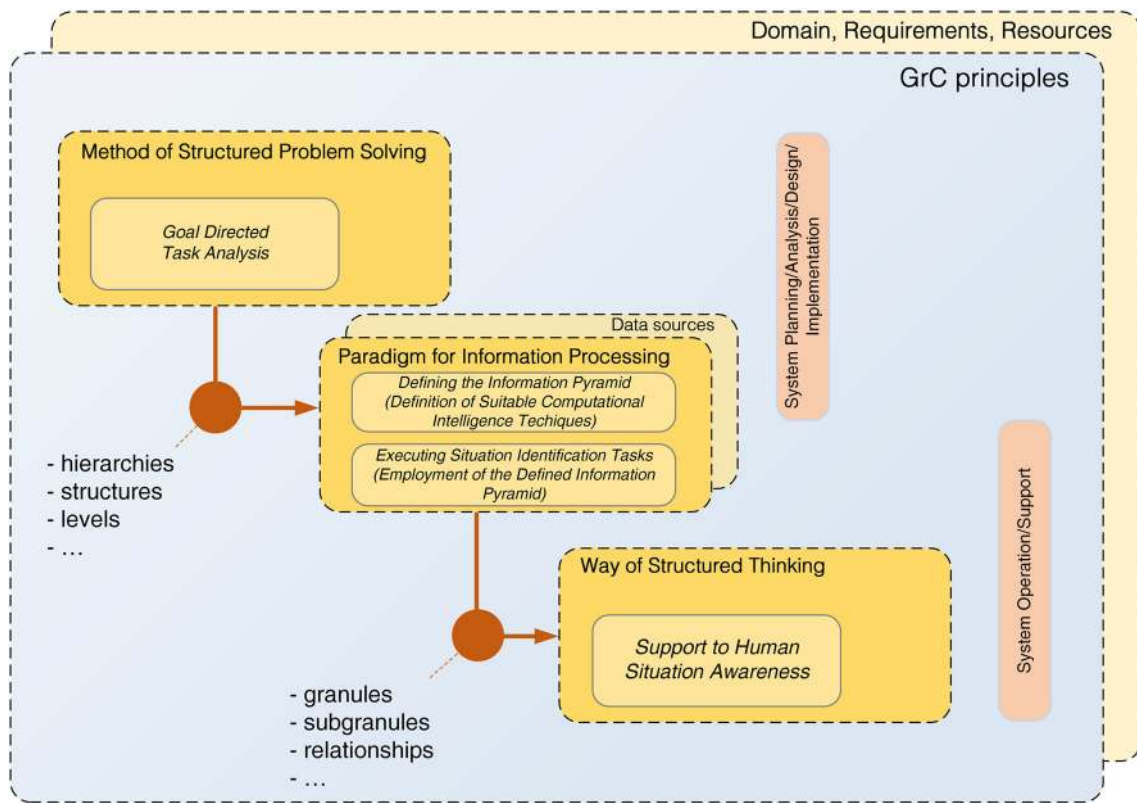 Domain, Requirements, Resources
GrC principles
Method of Structured Problem Solving
Goal Directed
Task Analysis
System Planning/Analysis/Design/
Implementation
Data sources
Paradigm for Information Processing
Defining the Information Pyramid
(Definition of Suitable Computational
Intelligence Techiques)
Executing Situation Identification Tasks
(Employment of the Defined Information
Pyramid)
- hierarchies
- structures
- levels
- ...
System Operation/Support
Way of Structured Thinking
Support to Human
Situation Awareness
- granules
- subgranules
- relationships
- ...